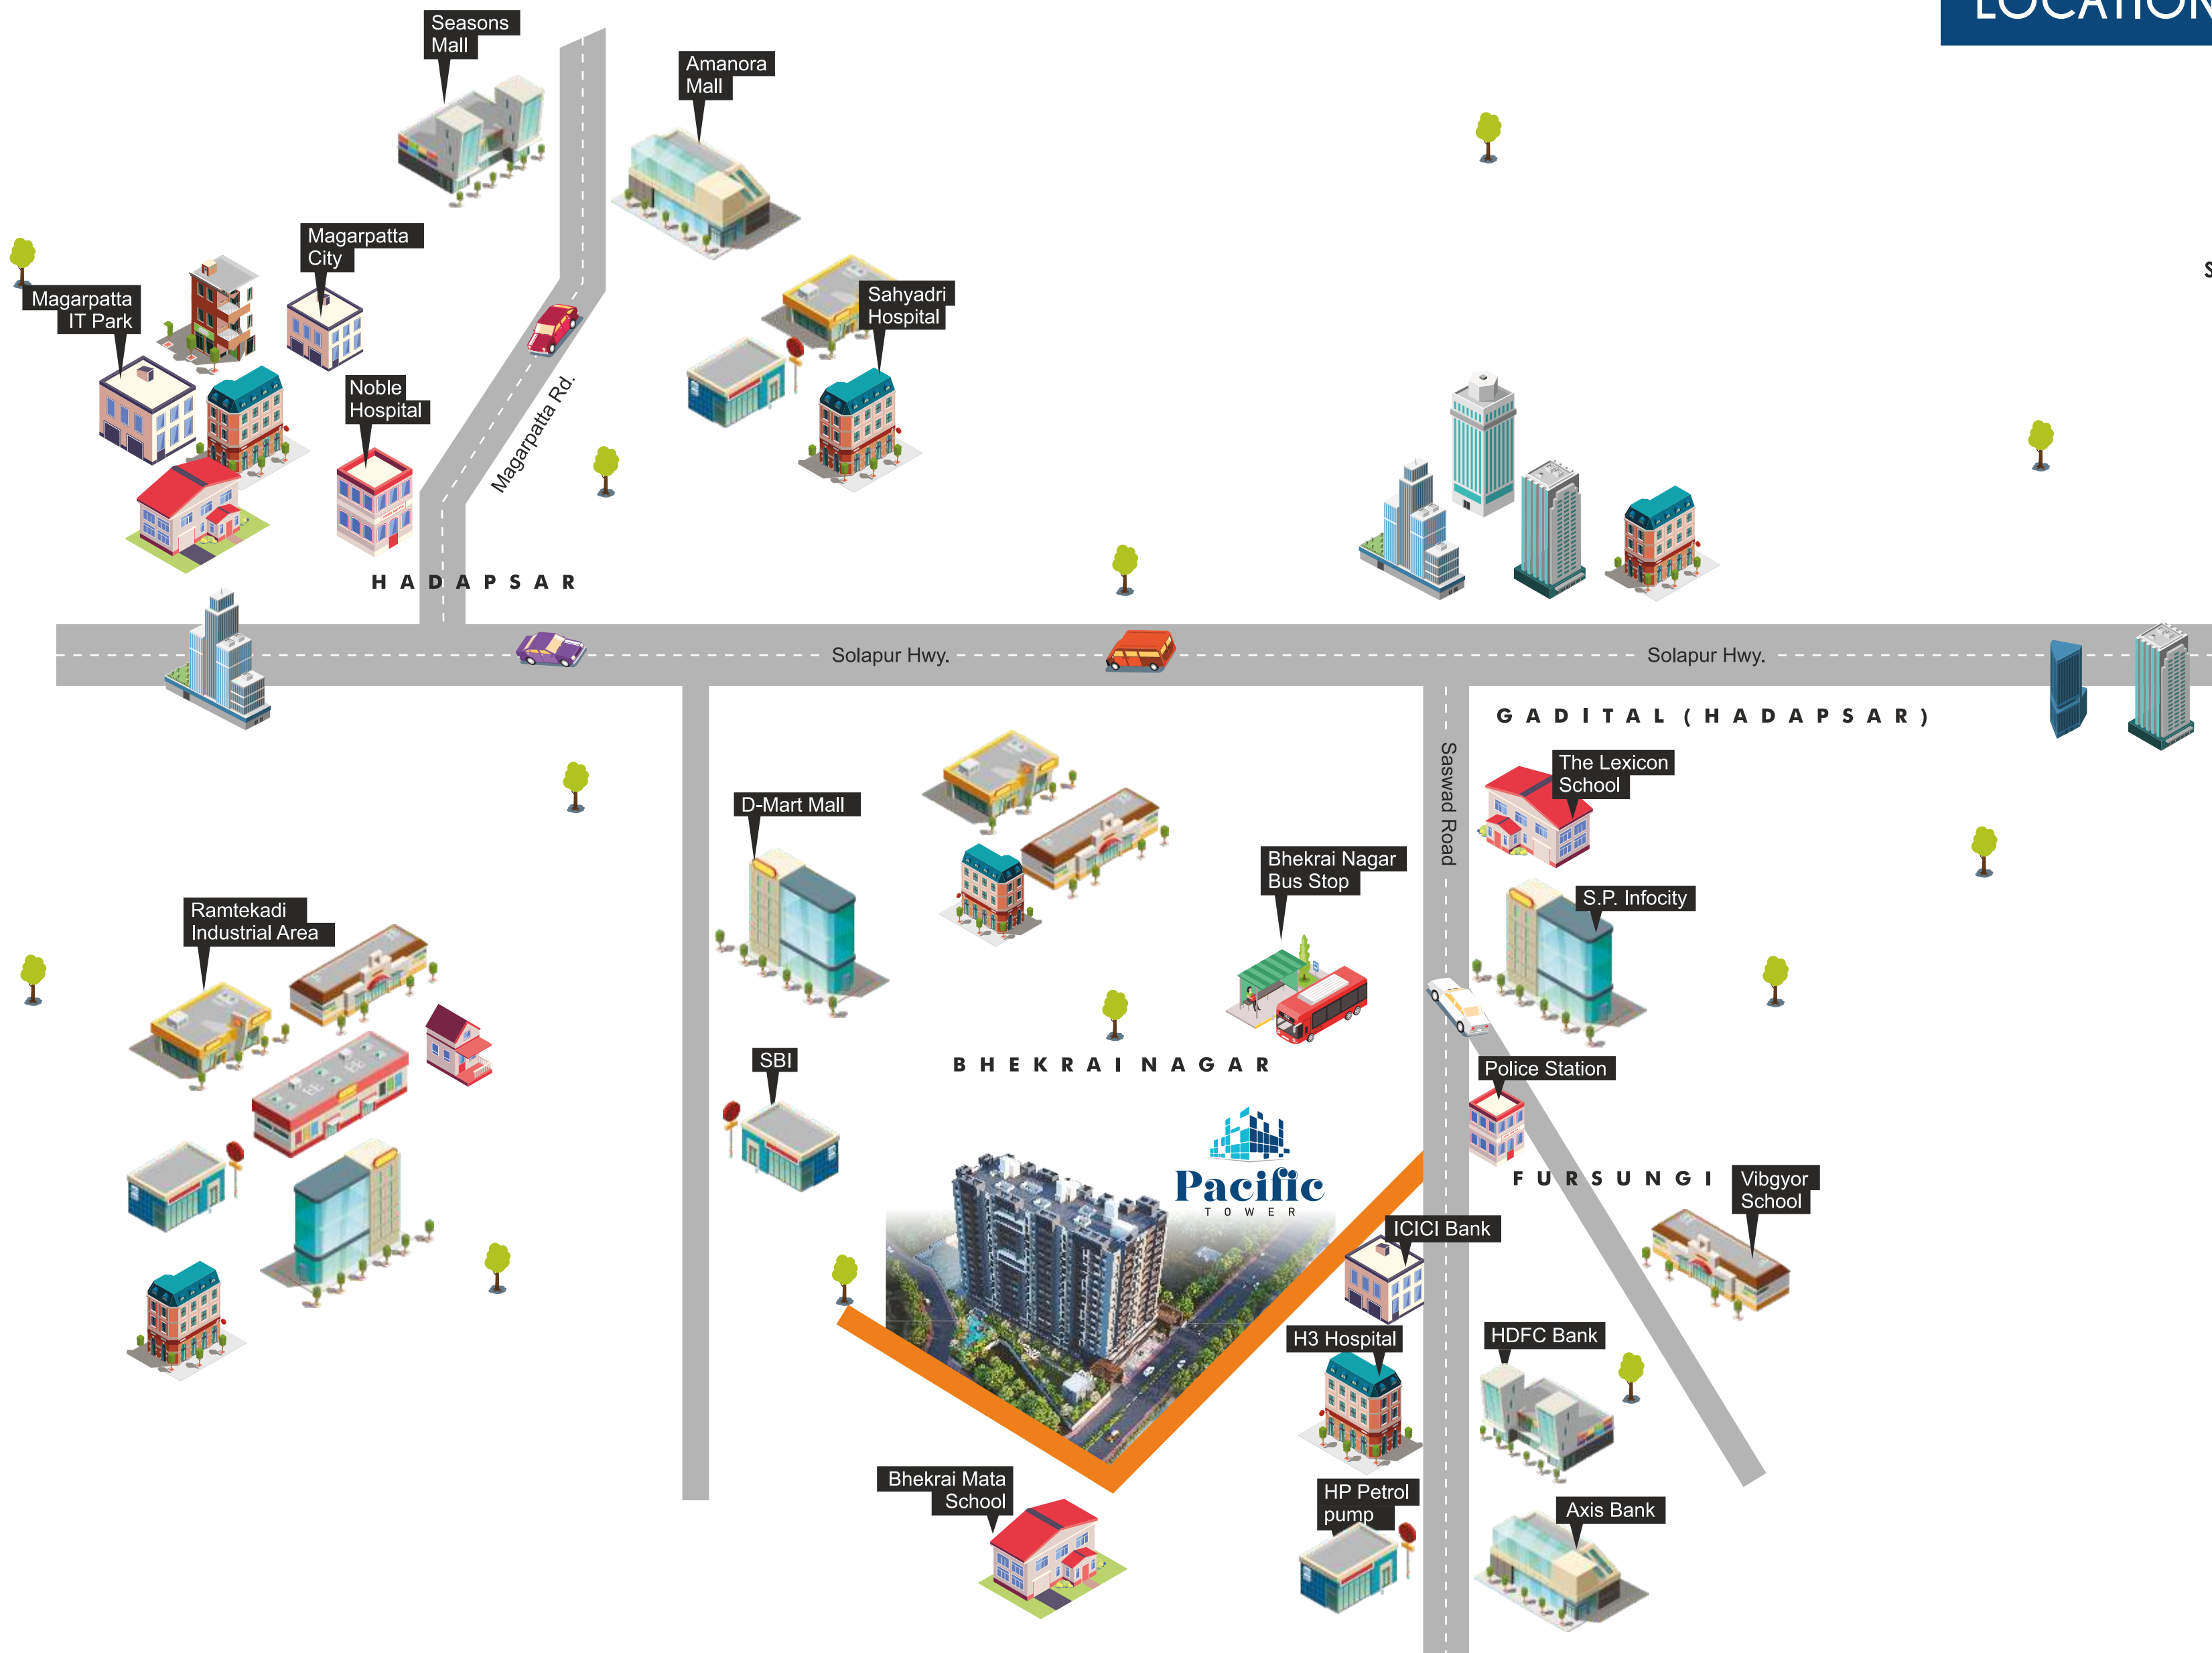 LOCATION
Seasons
Mall
Amanora
Mall
Magarpatta
City
Magarpatta
IT Park
Sahyadri
Hospital
Noble
Hospital
Magarpatta Rd.
HADAPSAR
Solapur Hwy.
Solapur Hwy.
GADITAL (HADAPSAR)
Saswad Road
The Lexicon
School
D-Mart Mall
Bhekrai Nagar
Bus Stop
S.P. Infocity
Ramtekadi
Industrial Area
SBI
BHEKRAI NAGAR
Police Station
Pacific
TOWER
FURSUNGI
Vibgyor
School
ICICI Bank
H3 Hospital
HDFC Bank
Bhekrai Mata
School
HP Petrol
pump
Axis Bank